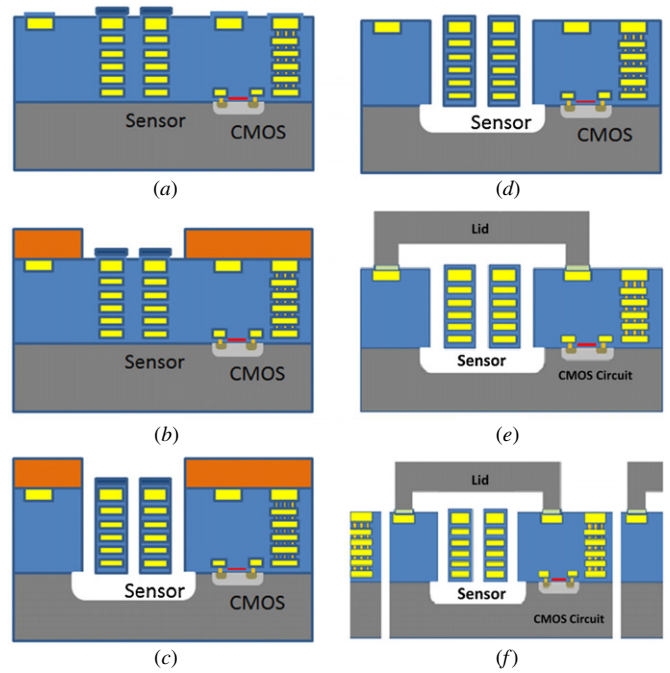 Sensor
CMOS
(a)
Sensor
CMOS
(b)
Sensor
CMOS
(c)
Sensor
CMOS
(d)
Lid
Sensor
CMOS Circuit
(e)
Lid
Sensor
CMOS Circuit
(f)